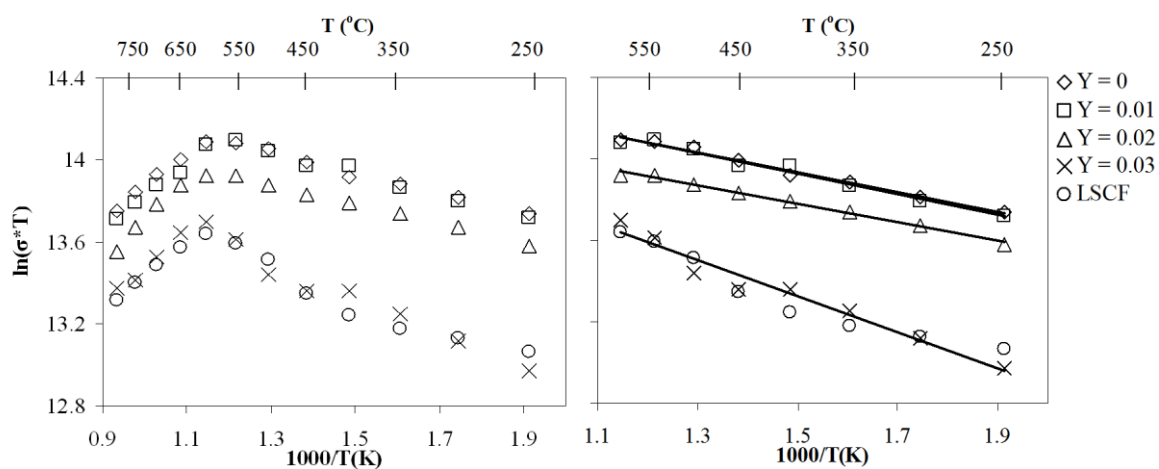 T (°C)
750 650 550 450 350 250
14.4
14
13.6
13.2
12.8
ln(σ*T)
0.9 1.1 1.3 1.5 1.7 1.9
1000/T(K)
T (°C)
550 450 350 250
1.1 1.3 1.5 1.7 1.9
1000/T(K)
Y = 0
Y = 0.01
Y = 0.02
Y = 0.03
LSCF